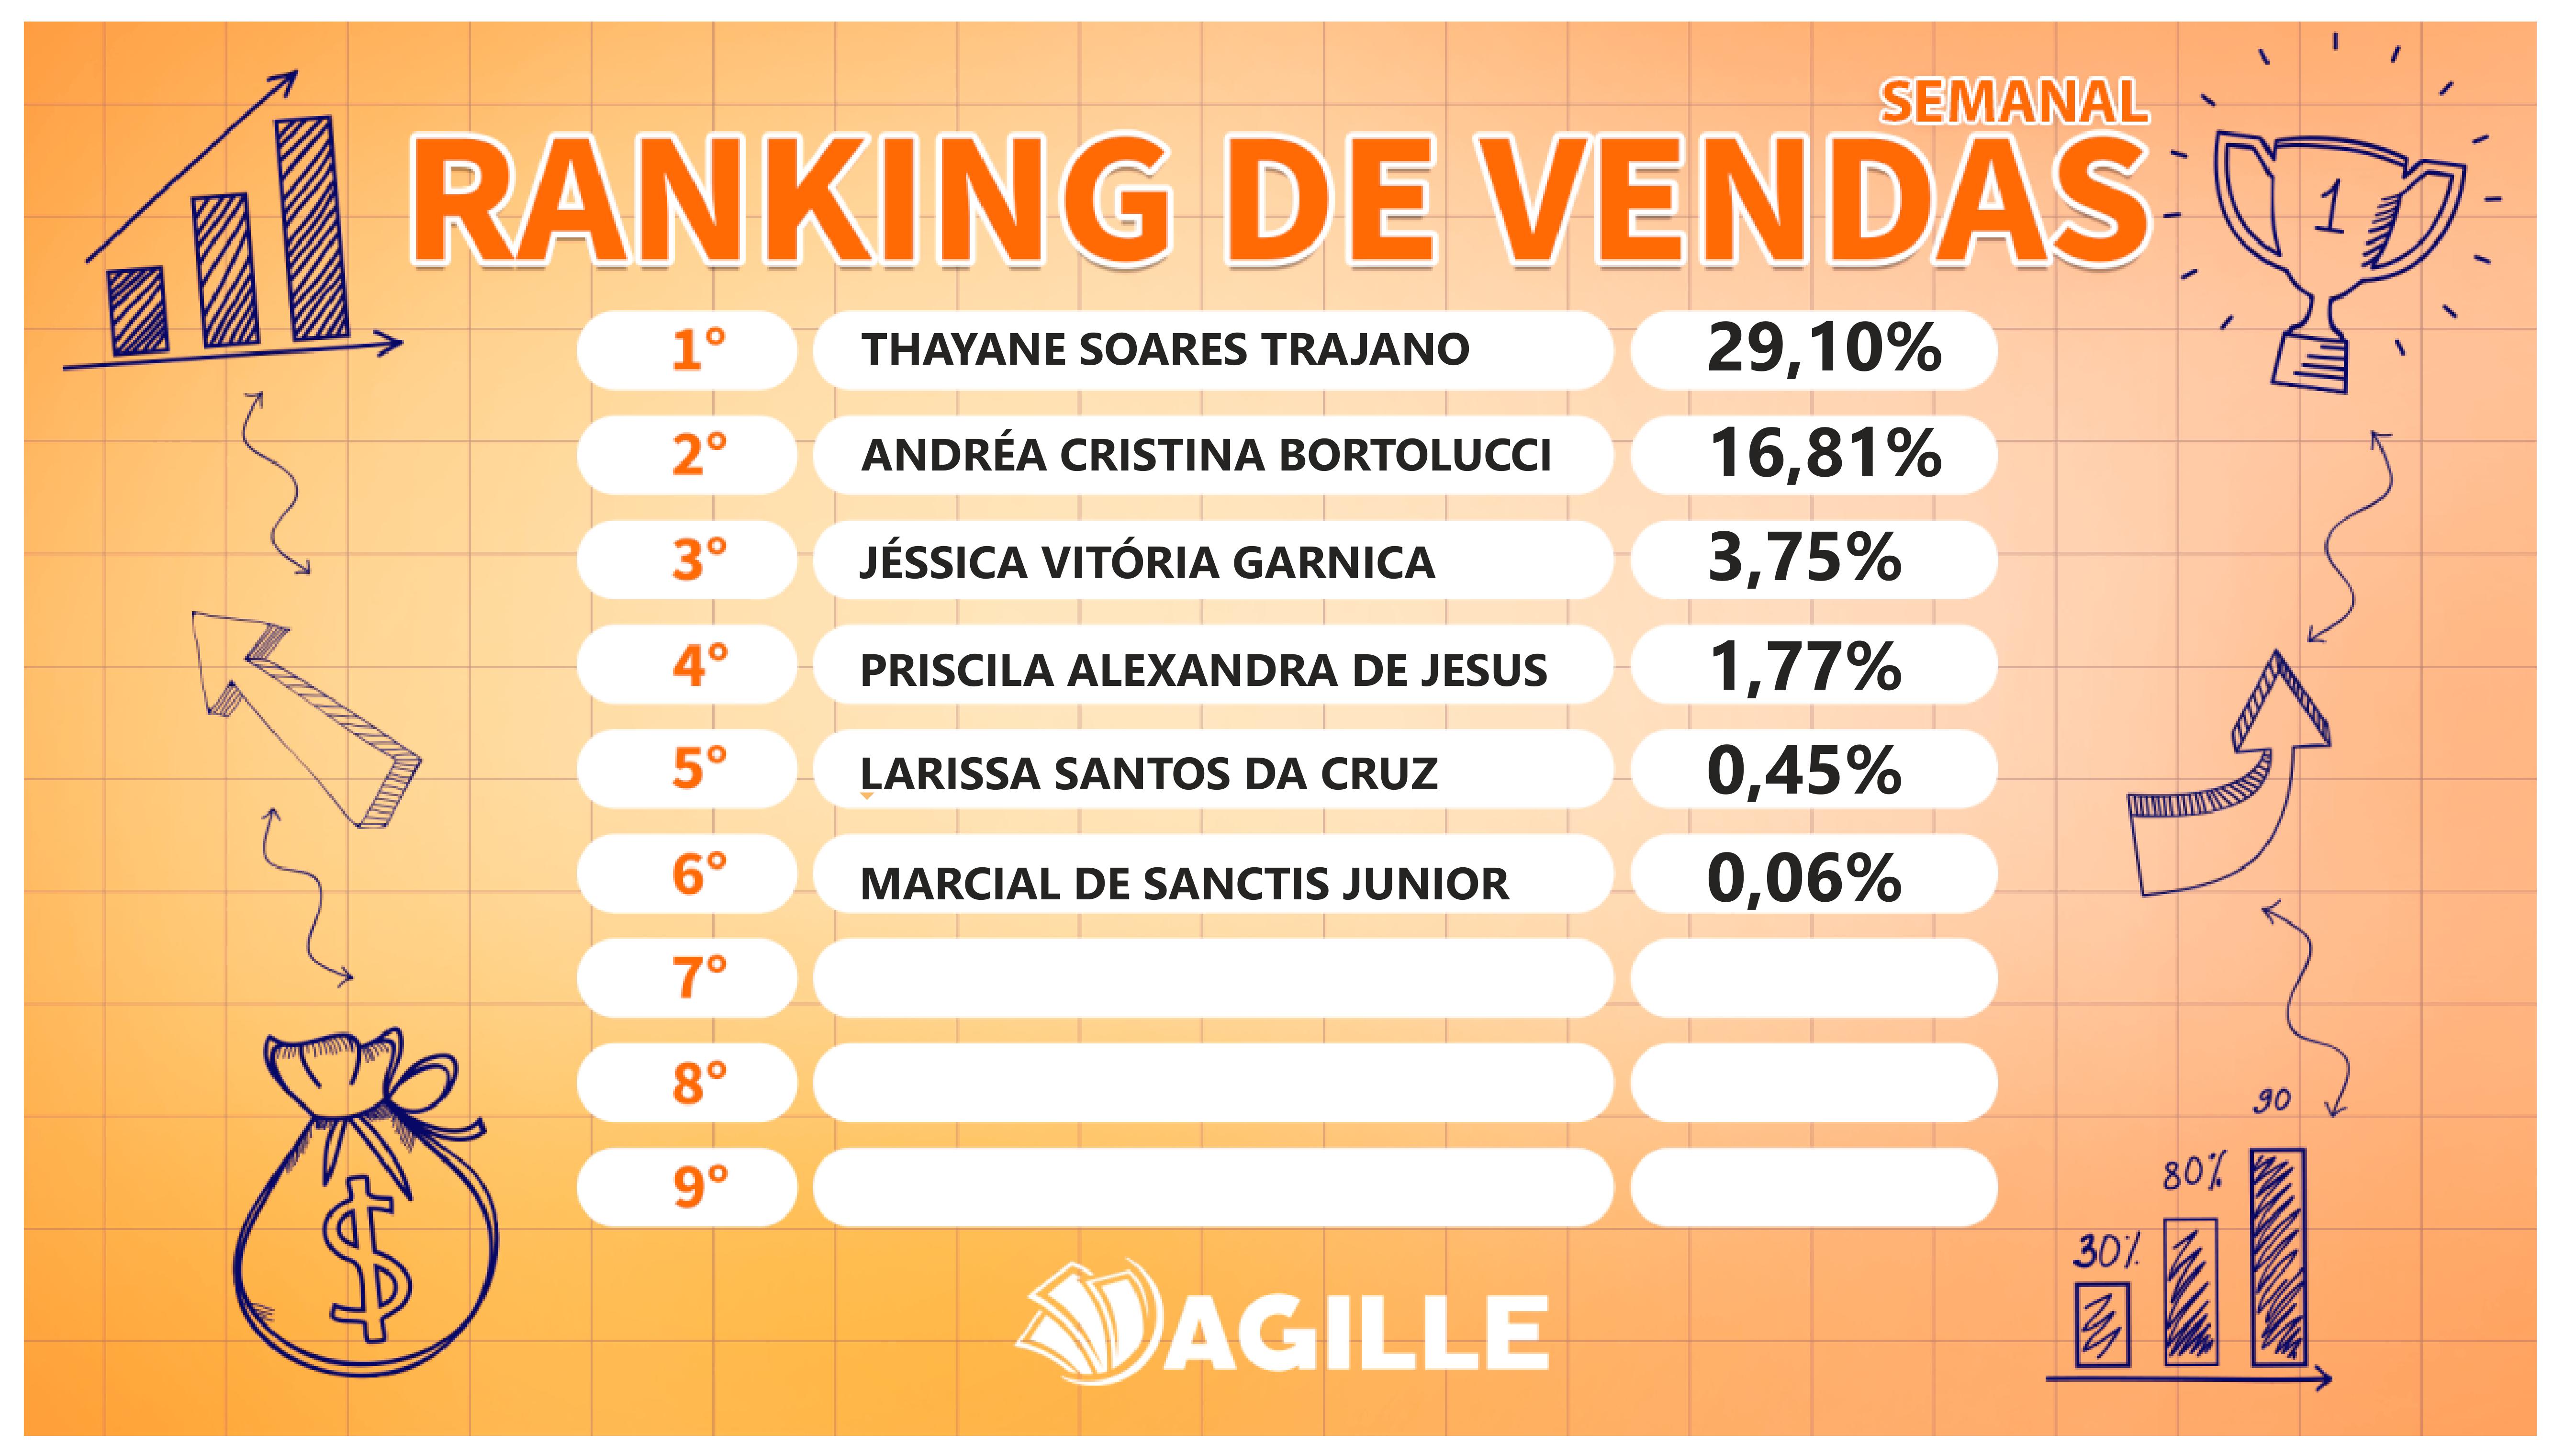 SEMANAL
RANKING DE VENDAS
1
1° THAYANE SOARES TRAJANO 29,10%
2° ANDRÉA CRISTINA BORTOLUCCI 16,81%
3° JÉSSICA VITÓRIA GARNICA 3,75%
4° PRISCILA ALEXANDRA DE JESUS 1,77%
5° LARISSA SANTOS DA CRUZ 0,45%
6° MARCIAL DE SANCTIS JUNIOR 0,06%
7°
8°
9°
$
30% 80% 90
AGILLE